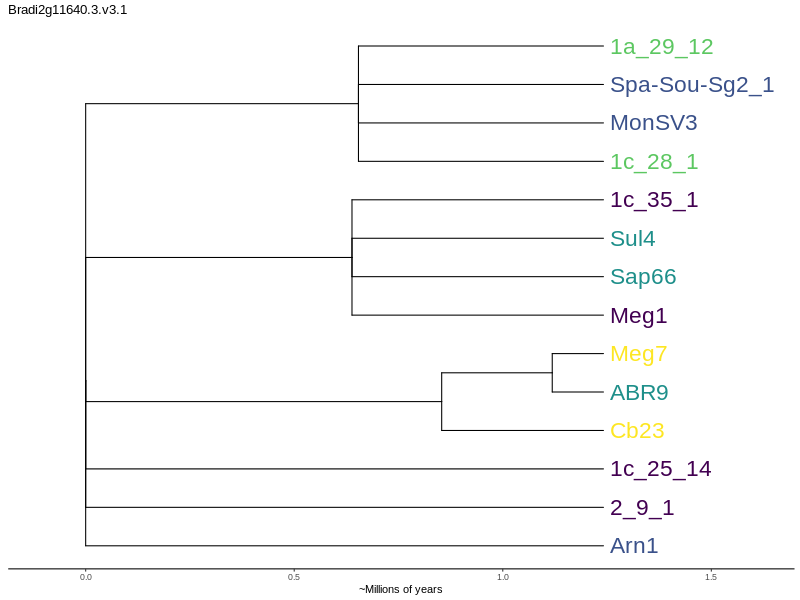 Bradi2g11640.3.v3.1
1a_29_12
Spa-Sou-Sg2_1
MonSV3
1c_28_1
1c_35_1
Sul4
Sap66
Meg1
Meg7
ABR9
Cb23
1c_25_14
2_9_1
Arn1
0.0 0.5 1.0 1.5
~Millions of years